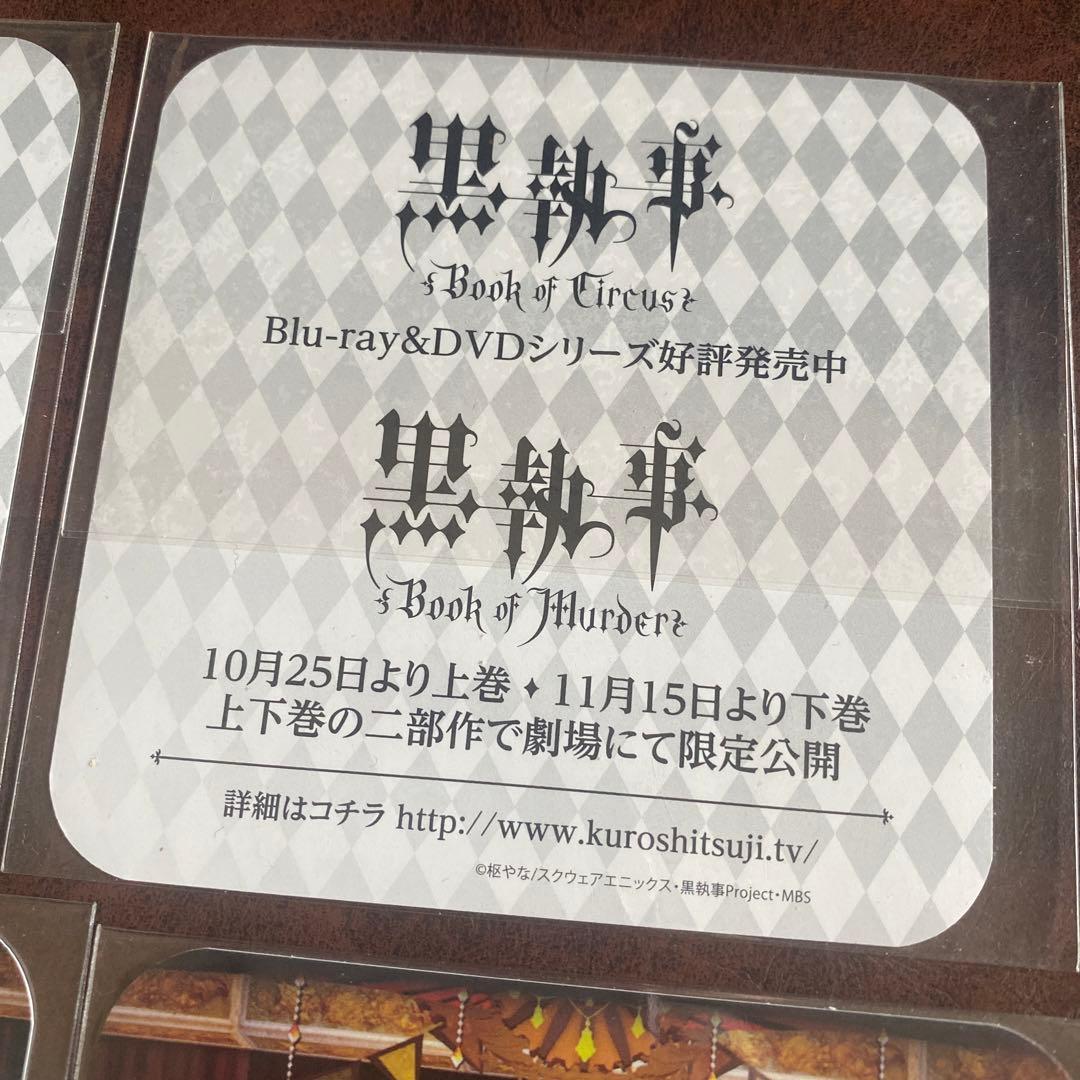 黒執事
Book of Circus
Blu-ray&DVDシリーズ好評発売中
黒執事
Book of Murder
10月25日より上巻・11月15日より下巻
上下巻の二部作で劇場にて限定公開
詳細はコチラ http://www.kuroshitsuji.tv/
©枢やな/スクウェアエニックス・黒執事Project・MBS